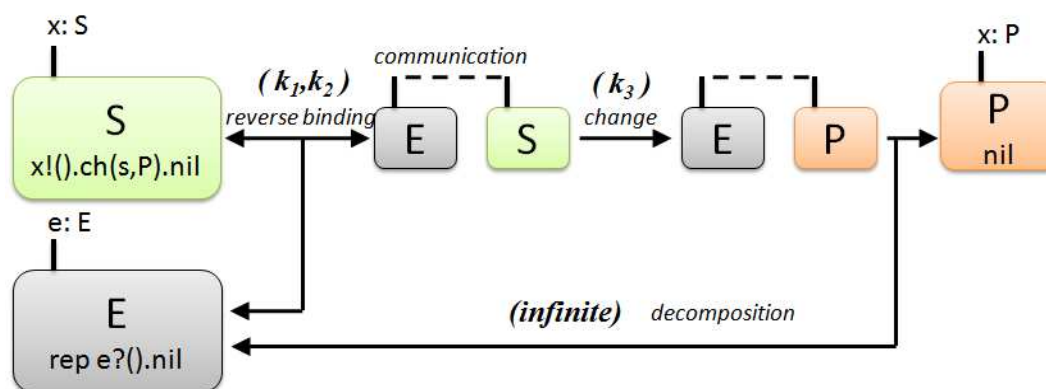 x: S
S
x!().ch(s,P).nil
e: E
E
rep e?().nil
(k₁,k₂)
reverse binding
communication
E
S
(k₃)
change
E
P
x: P
P
nil
(infinite) decomposition